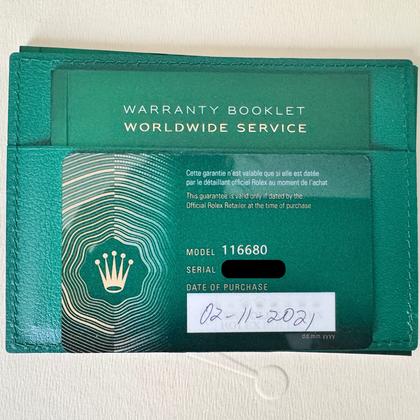 WARRANTY BOOKLET
WORLDWIDE SERVICE
Cette garantie n'est valable que si elle est datée
par le détaillant officiel Rolex au moment de l'achat
This guarantee is valid only if dated by the
Official Rolex Retailer at the time of purchase
MODEL 116680
SERIAL
DATE OF PURCHASE
02-11-2021
dd.mm.yyyy